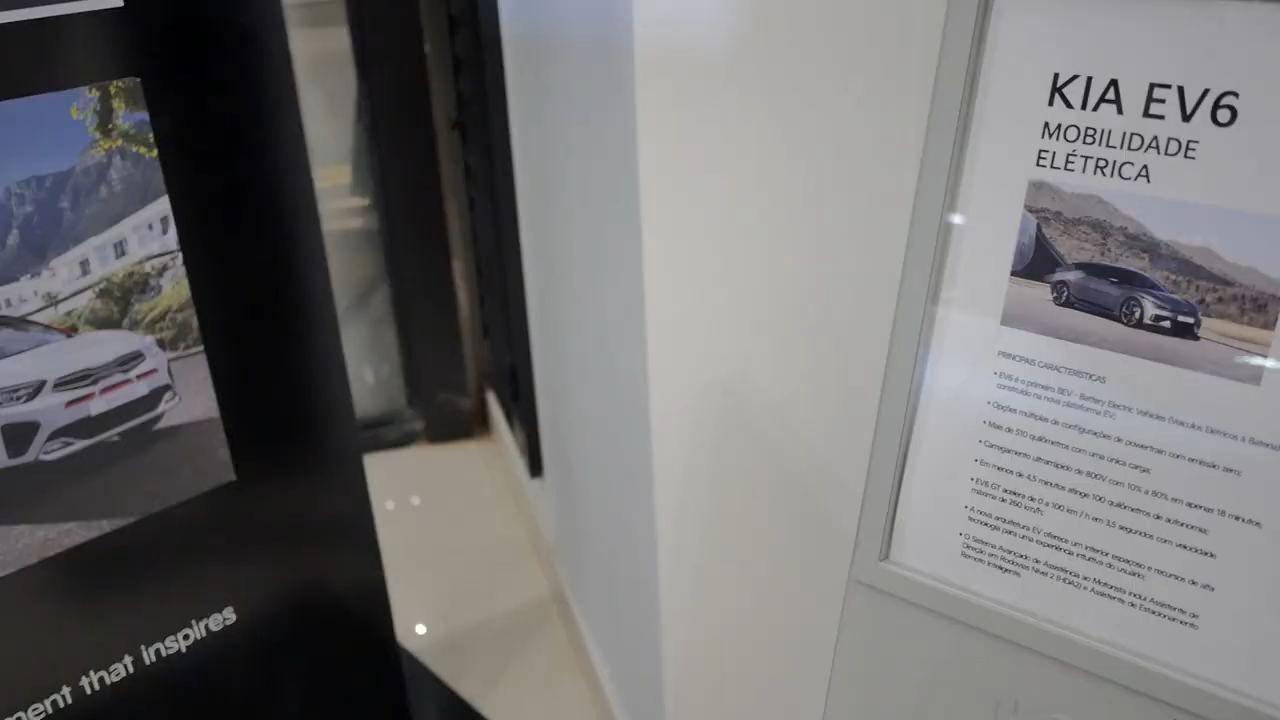 ment that inspires
KIA EV6
MOBILIDADE
ELÉTRICA
PRINCIPAIS CARACTERÍSTICAS
• EV6 é o primeiro BEV - Battery Electric Vehicles (Veículos Elétricos à Bateria)
construído na nova plataforma EV;
• Opções múltiplas de configurações de powertrain com emissão zero;
• Mais de 510 quilômetros com uma única carga;
• Carregamento ultrarrápido de 800V com 10% a 80% em apenas 18 minutos;
• Em menos de 4,5 minutos atinge 100 quilômetros de autonomia;
• EV6 GT acelera de 0 a 100 km / h em 3,5 segundos com velocidade
máxima de 260 km/h;
• A nova arquitetura EV oferece um interior espaçoso e recursos de alta
tecnologia para uma experiência intuitiva do usuário;
• O Sistema Avançado de Assistência ao Motorista inclui Assistente de
Direção em Rodovias Nível 2 (HDA2) e Assistente de Estacionamento
Remoto Inteligente.